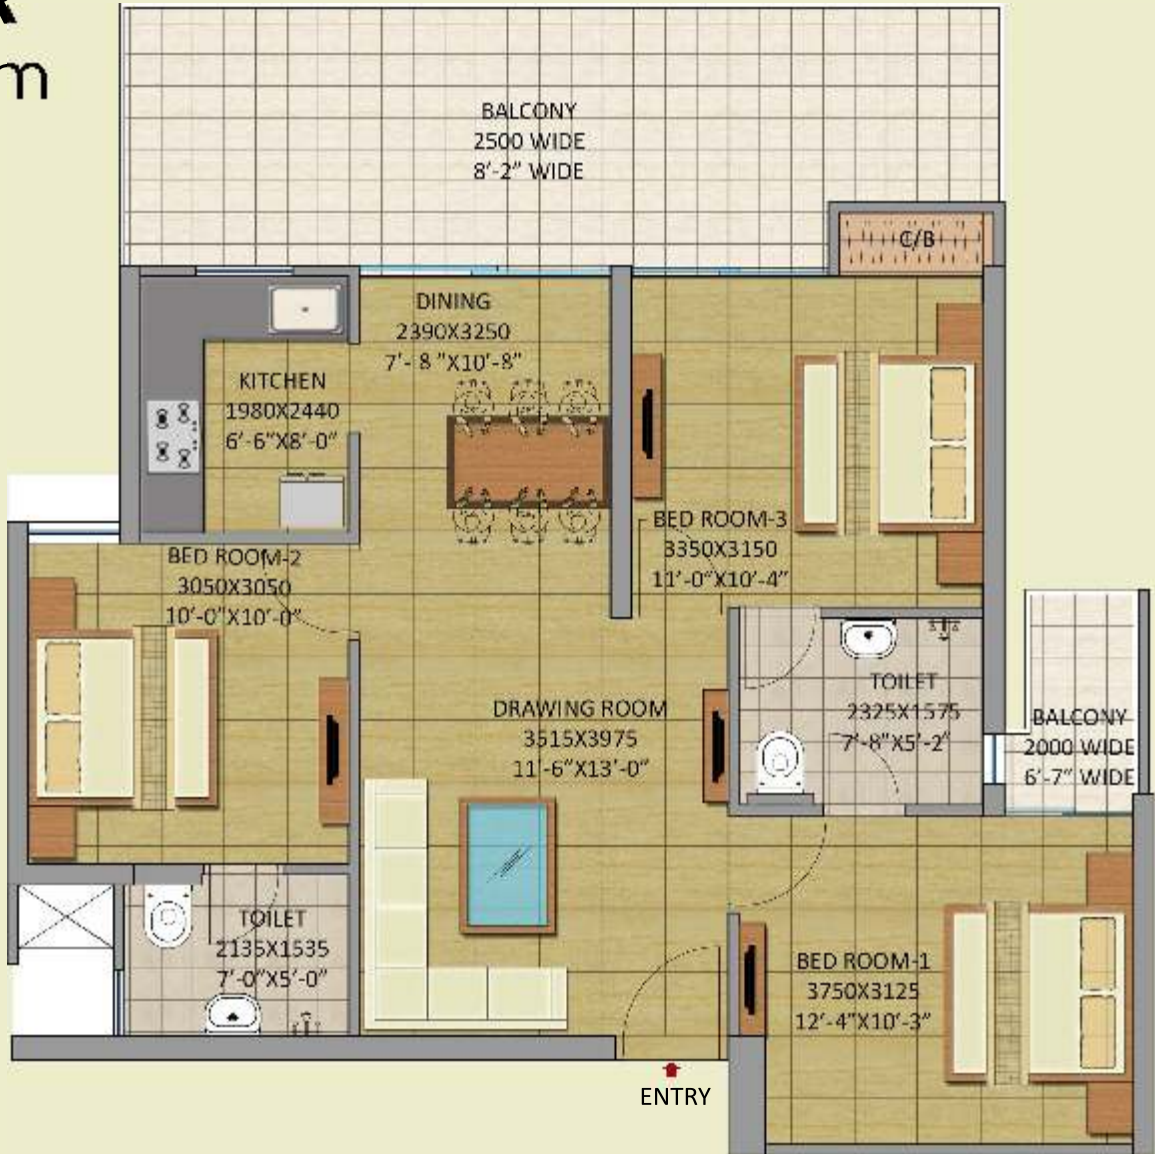 m
BALCONY
2500 WIDE
8'-2" WIDE
C/B
DINING
2390X3250
7'-8"X10'-8"
KITCHEN
1980X2440
6'-6"X8'-0"
BED ROOM-3
3350X3150
11'-0"X10'-4"
BED ROOM-2
3050X3050
10'-0"X10'-0"
TOILET
2325X1575
7'-8"X5'-2"
DRAWING ROOM
3515X3975
11'-6"X13'-0"
BALCONY
2000 WIDE
6'-7" WIDE
TOILET
2135X1535
7'-0"X5'-0"
BED ROOM-1
3750X3125
12'-4"X10'-3"
ENTRY